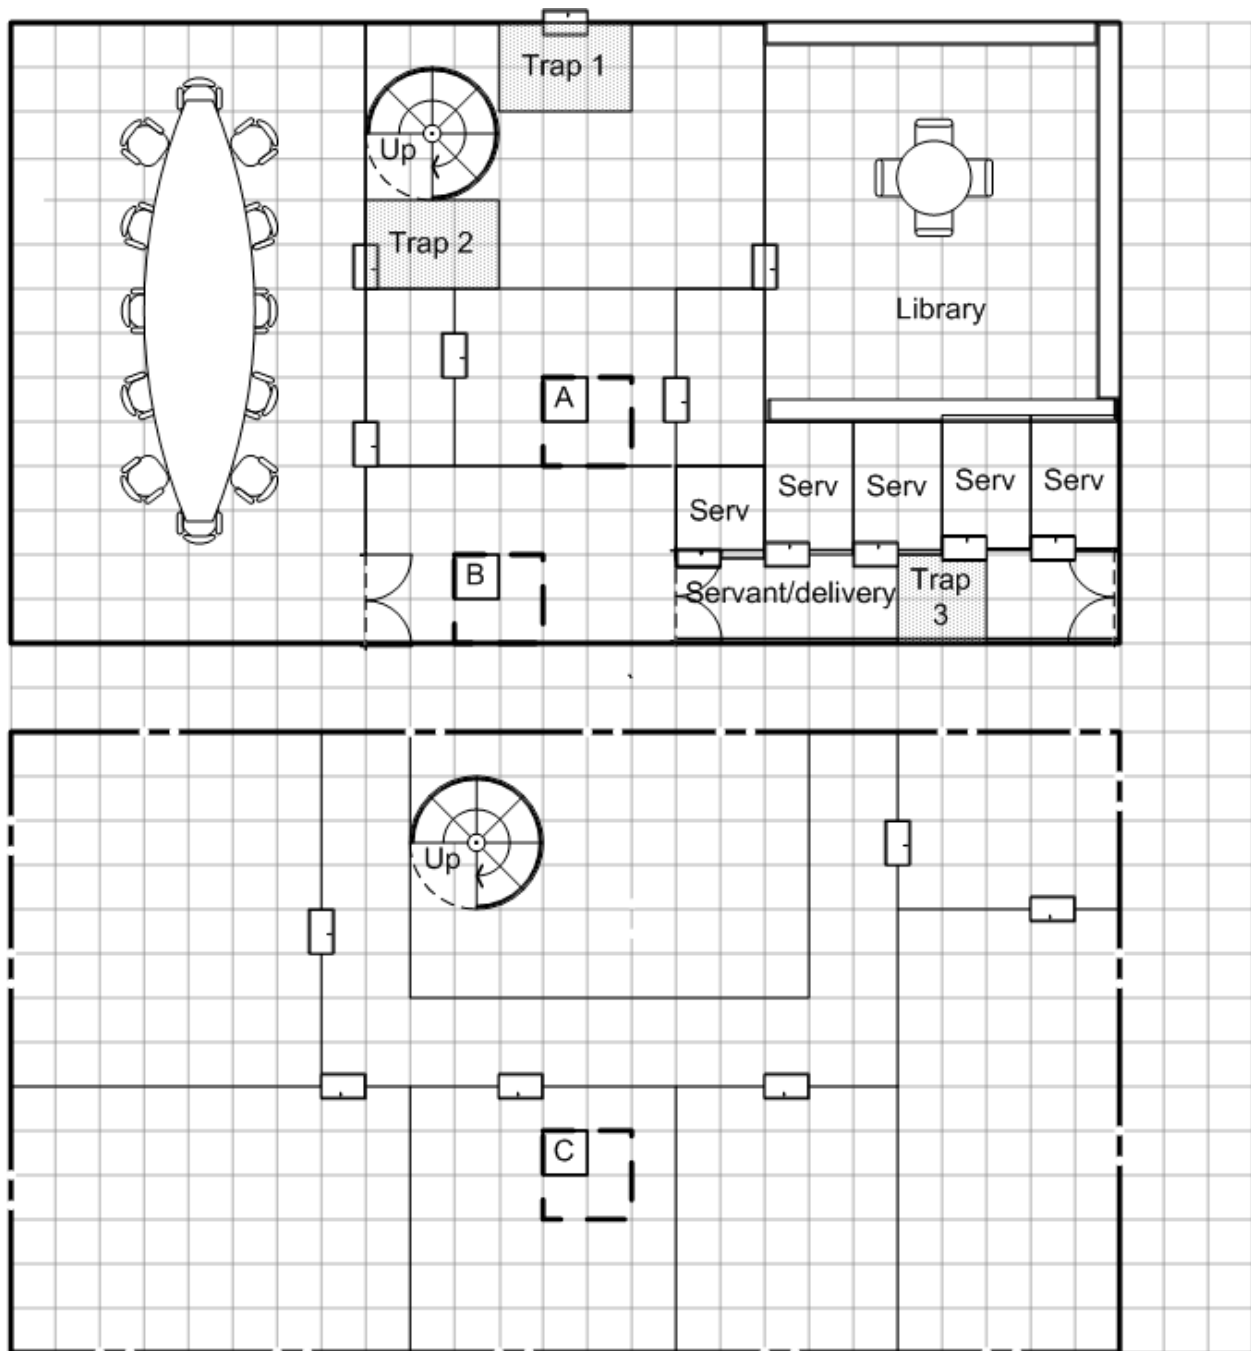 Trap 1
Up
Trap 2
Library
A
Serv
Serv
Serv
Serv
Serv
B
Servant/delivery
Trap
3
Up
C